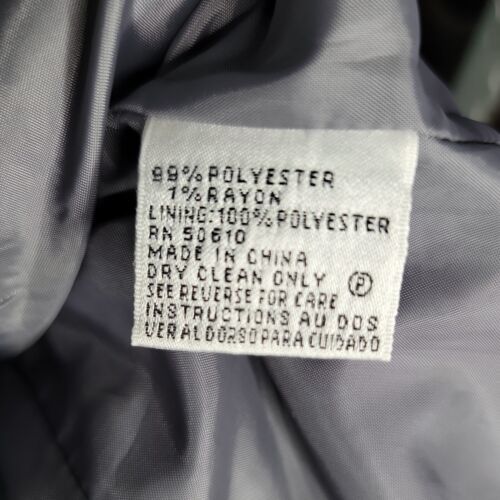 99% POLYESTER
1% RAYON
LINING: 100% POLYESTER
RN 50610
MADE IN CHINA
DRY CLEAN ONLY Ⓟ
SEE REVERSE FOR CARE
INSTRUCTIONS AU DOS
VER AL DORSO PARA CUIDADO